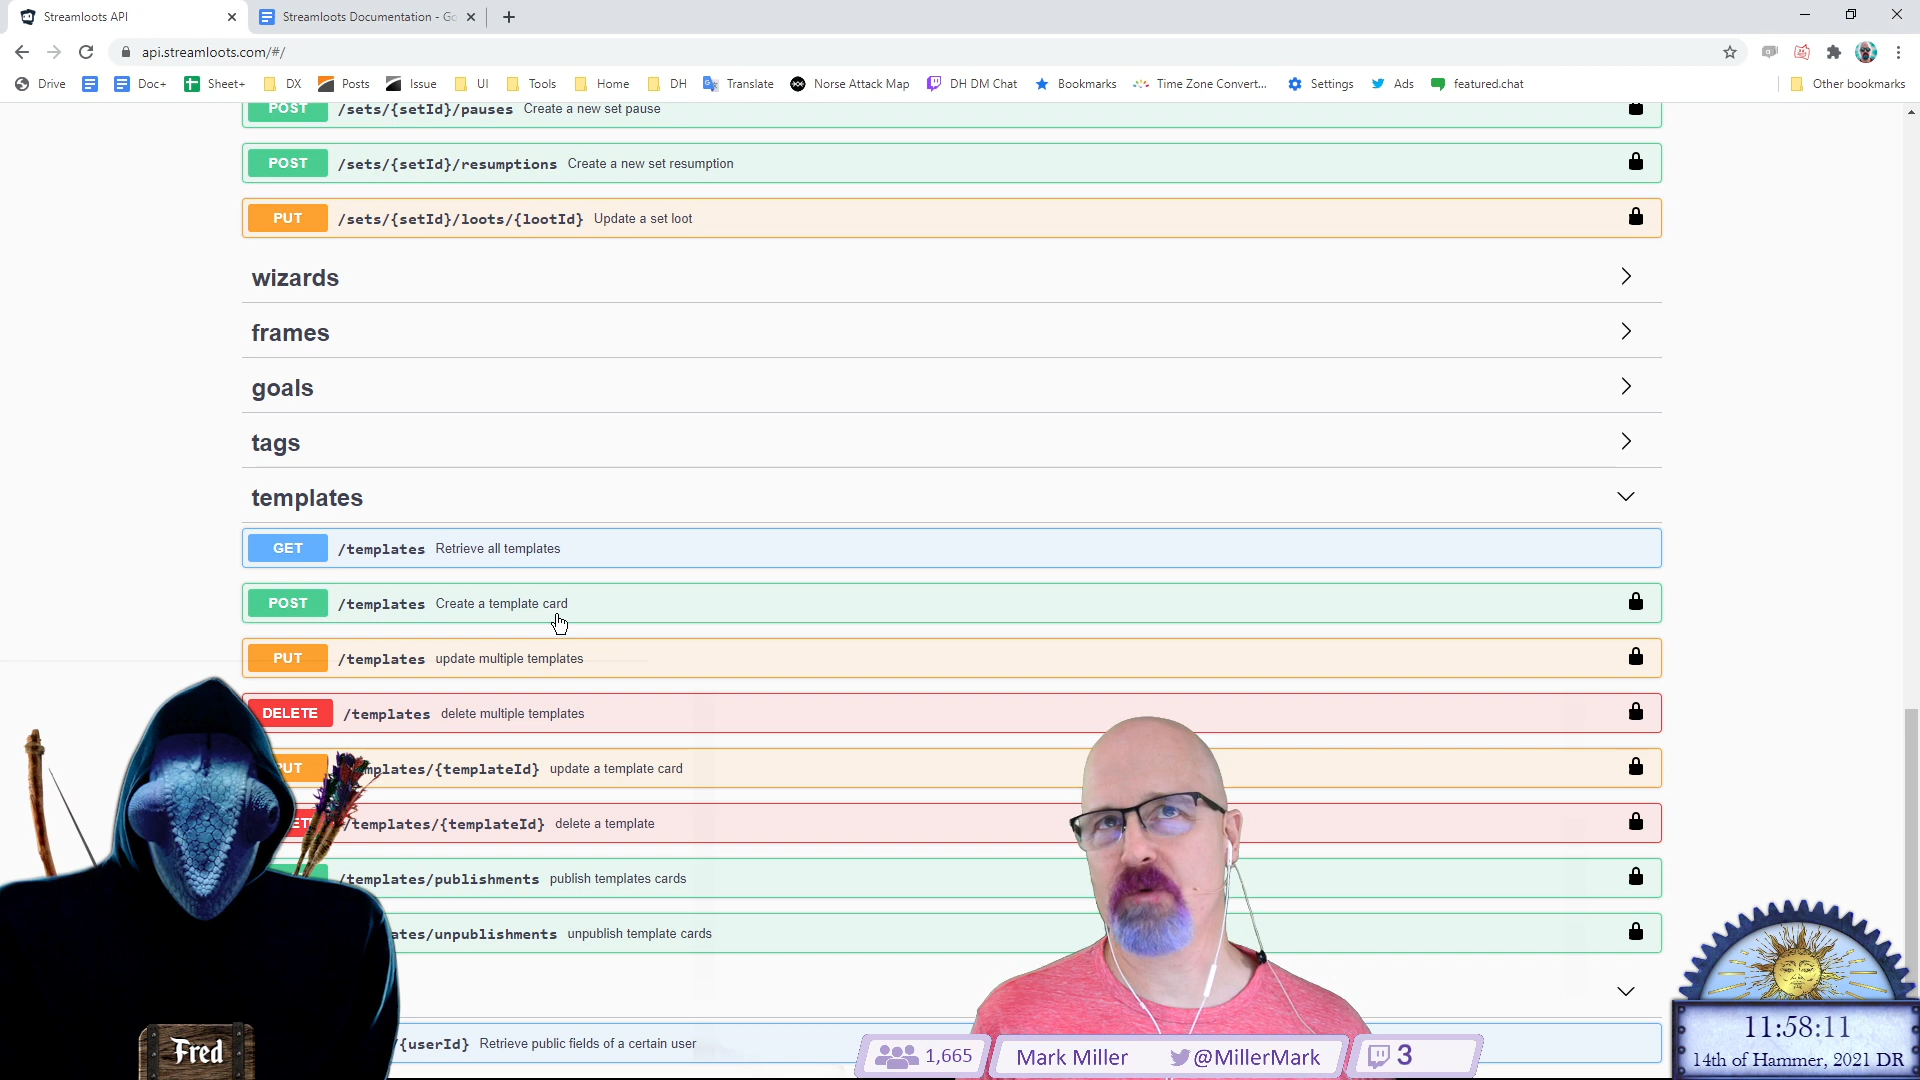 Streamloots API
Streamloots Documentation - Go
api.streamloots.com/#/
Drive
Doc+
Sheet+
DX
Posts
Issue
UI
Tools
Home
DH
Translate
Norse Attack Map
DH DM Chat
Bookmarks
Time Zone Convert...
Settings
Ads
featured.chat
Other bookmarks
POST /sets/{setId}/pauses Create a new set pause
POST /sets/{setId}/resumptions Create a new set resumption
PUT /sets/{setId}/loots/{lootId} Update a set loot
wizards
frames
goals
tags
templates
GET /templates Retrieve all templates
POST /templates Create a template card
PUT /templates update multiple templates
DELETE /templates delete multiple templates
PUT mplates/{templateId} update a template card
ET /templates/{templateId} delete a template
/templates/publishments publish templates cards
ates/unpublishments unpublish template cards
/{userId} Retrieve public fields of a certain user
Fred
1,665
Mark Miller @MillerMark
3
11:58:11
14th of Hammer, 2021 DR